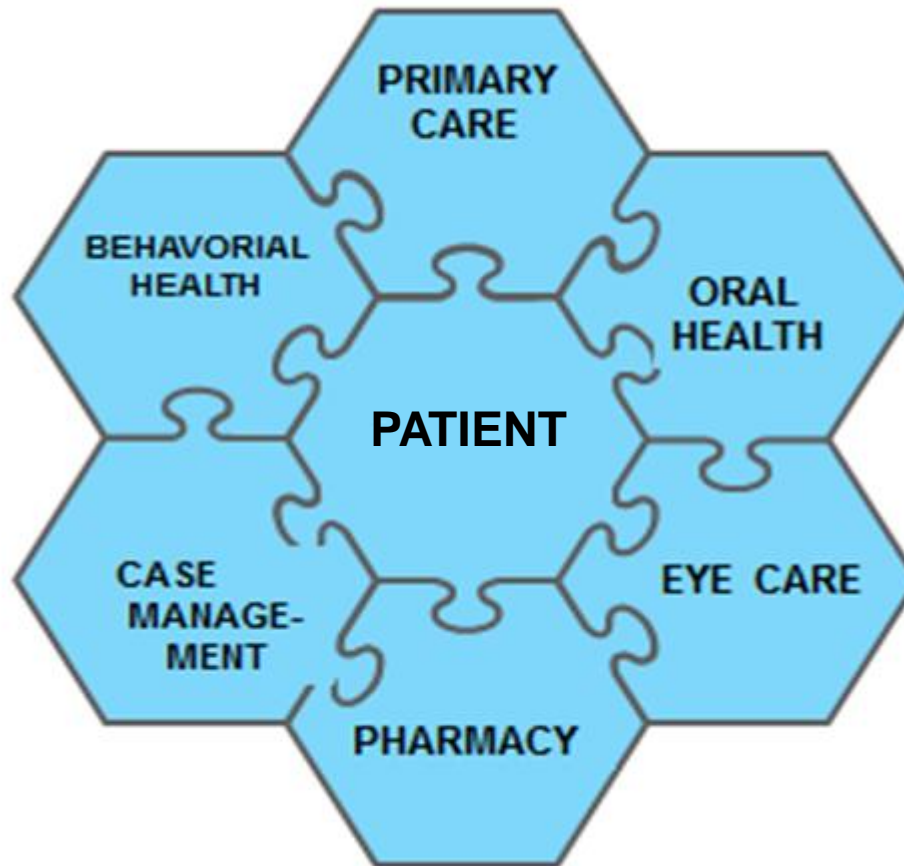 PRIMARY
CARE
BEHAVORIAL
HEALTH
ORAL
HEALTH
PATIENT
CASE
MANAGE-
MENT
EYE CARE
PHARMACY